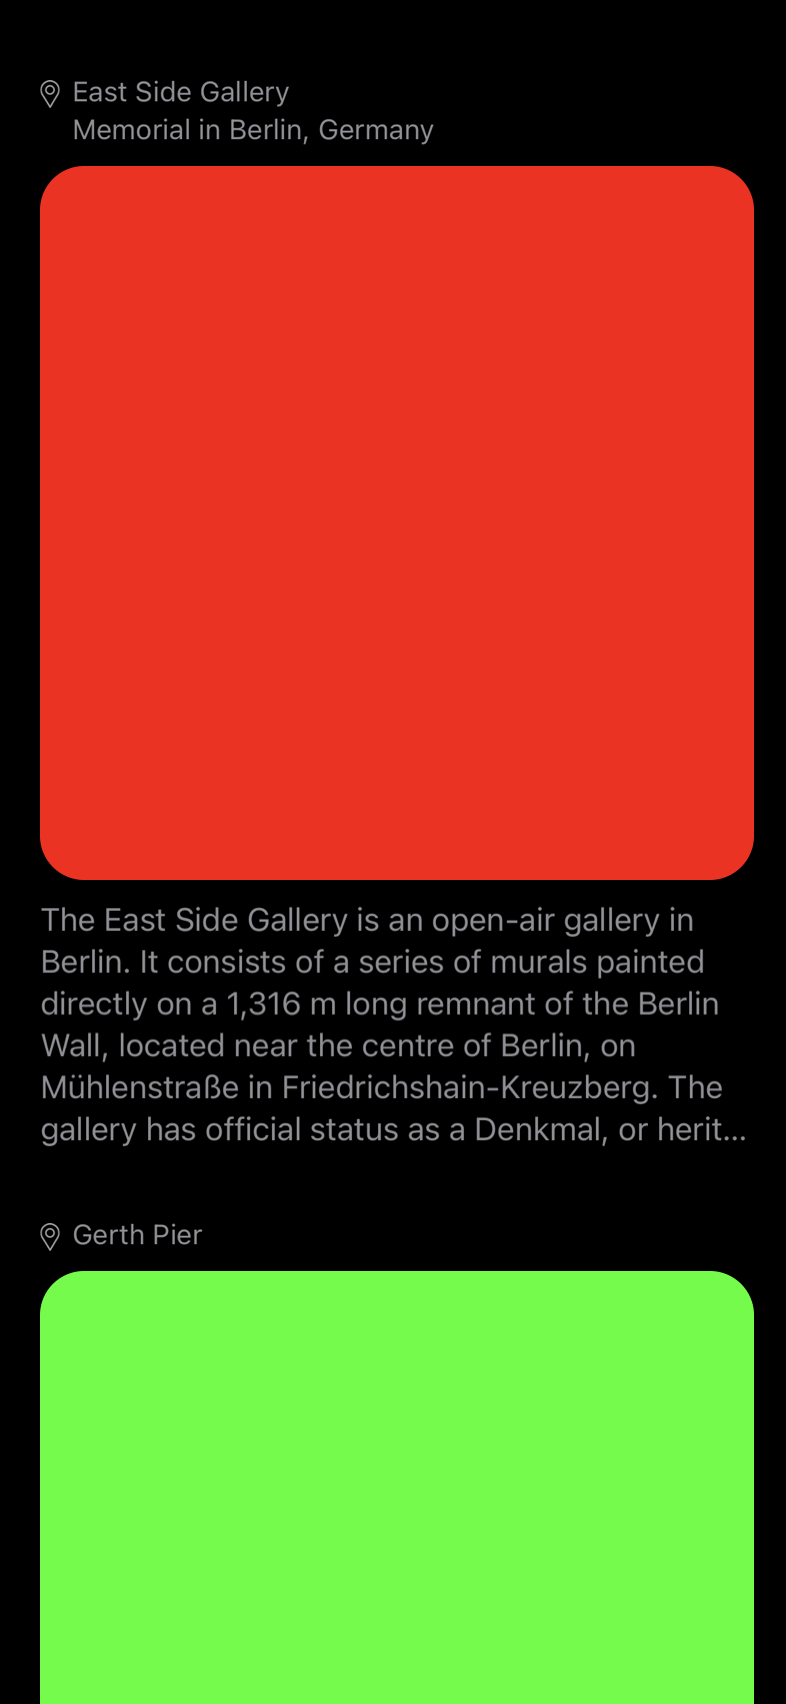 East Side Gallery
Memorial in Berlin, Germany
The East Side Gallery is an open-air gallery in
Berlin. It consists of a series of murals painted
directly on a 1,316 m long remnant of the Berlin
Wall, located near the centre of Berlin, on
Mühlenstraße in Friedrichshain-Kreuzberg. The
gallery has official status as a Denkmal, or herit...
Gerth Pier